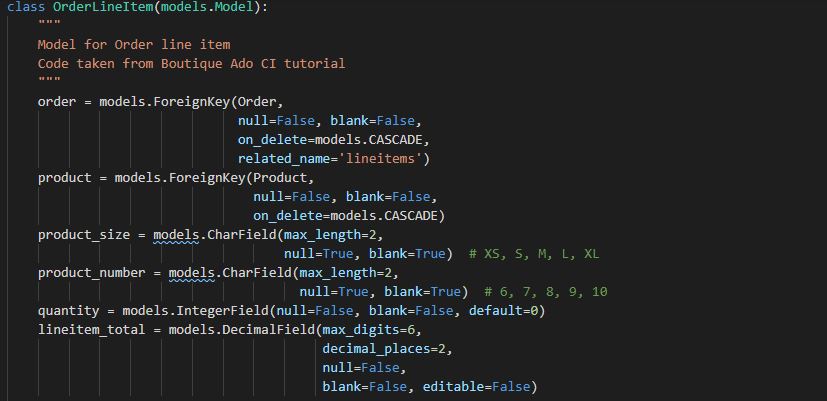 class OrderLineItem(models.Model):
    """
    Model for Order line item
    Code taken from Boutique Ado CI tutorial
    """
    order = models.ForeignKey(Order,
                              null=False, blank=False,
                              on_delete=models.CASCADE,
                              related_name='lineitems')
    product = models.ForeignKey(Product,
                                null=False, blank=False,
                                on_delete=models.CASCADE)
    product_size = models.CharField(max_length=2,
                                    null=True, blank=True)  # XS, S, M, L, XL
    product_number = models.CharField(max_length=2,
                                      null=True, blank=True)  # 6, 7, 8, 9, 10
    quantity = models.IntegerField(null=False, blank=False, default=0)
    lineitem_total = models.DecimalField(max_digits=6,
                                         decimal_places=2,
                                         null=False,
                                         blank=False, editable=False)